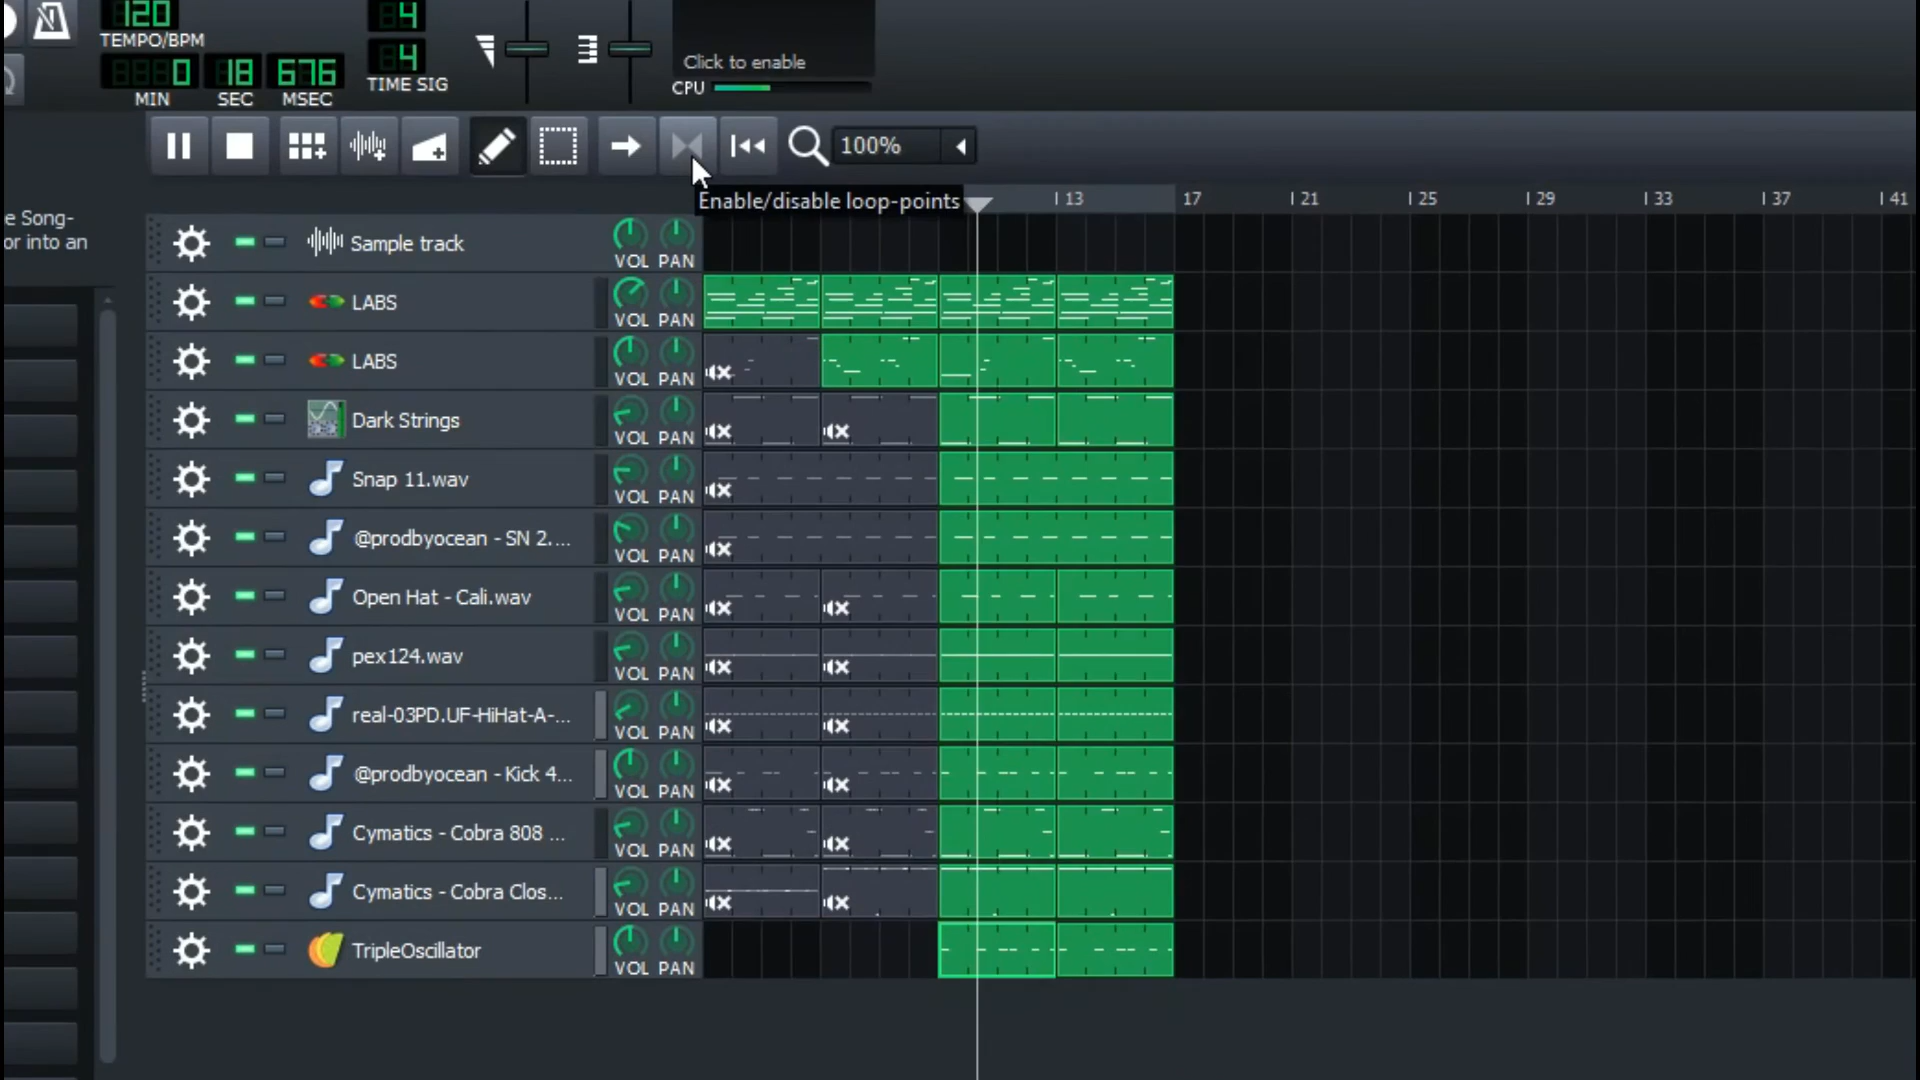 120
4
TEMPO/BPM
4
Click to enable
0 18 676
TIME SIG
CPU
MIN SEC MSEC
100%
Enable/disable loop-points
13 17 21 25 29 33 37 41
e Song-
or into an
Sample track
VOL PAN
LABS
VOL PAN
LABS
VOL PAN
Dark Strings
VOL PAN
Snap 11.wav
VOL PAN
@prodbyocean - SN 2....
VOL PAN
Open Hat - Cali.wav
VOL PAN
pex124.wav
VOL PAN
real-03PD.UF-HiHat-A-...
VOL PAN
@prodbyocean - Kick 4...
VOL PAN
Cymatics - Cobra 808 ...
VOL PAN
Cymatics - Cobra Clos...
VOL PAN
TripleOscillator
VOL PAN